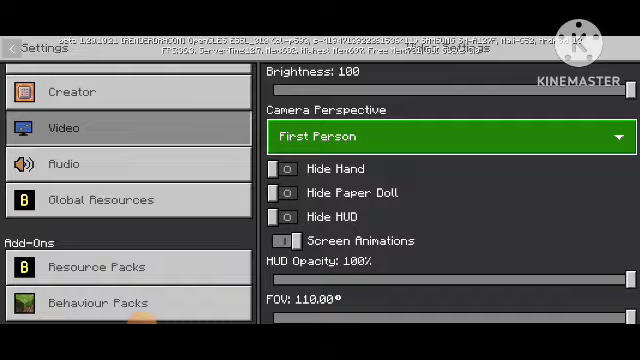 Settings
KINEMASTER
Brightness: 100
Creator
Camera Perspective
Video
First Person
Audio
Hide Hand
Hide Paper Doll
Global Resources
Hide HUD
Screen Animations
Add-Ons
HUD Opacity: 100%
Resource Packs
FOV: 110.00°
Behaviour Packs